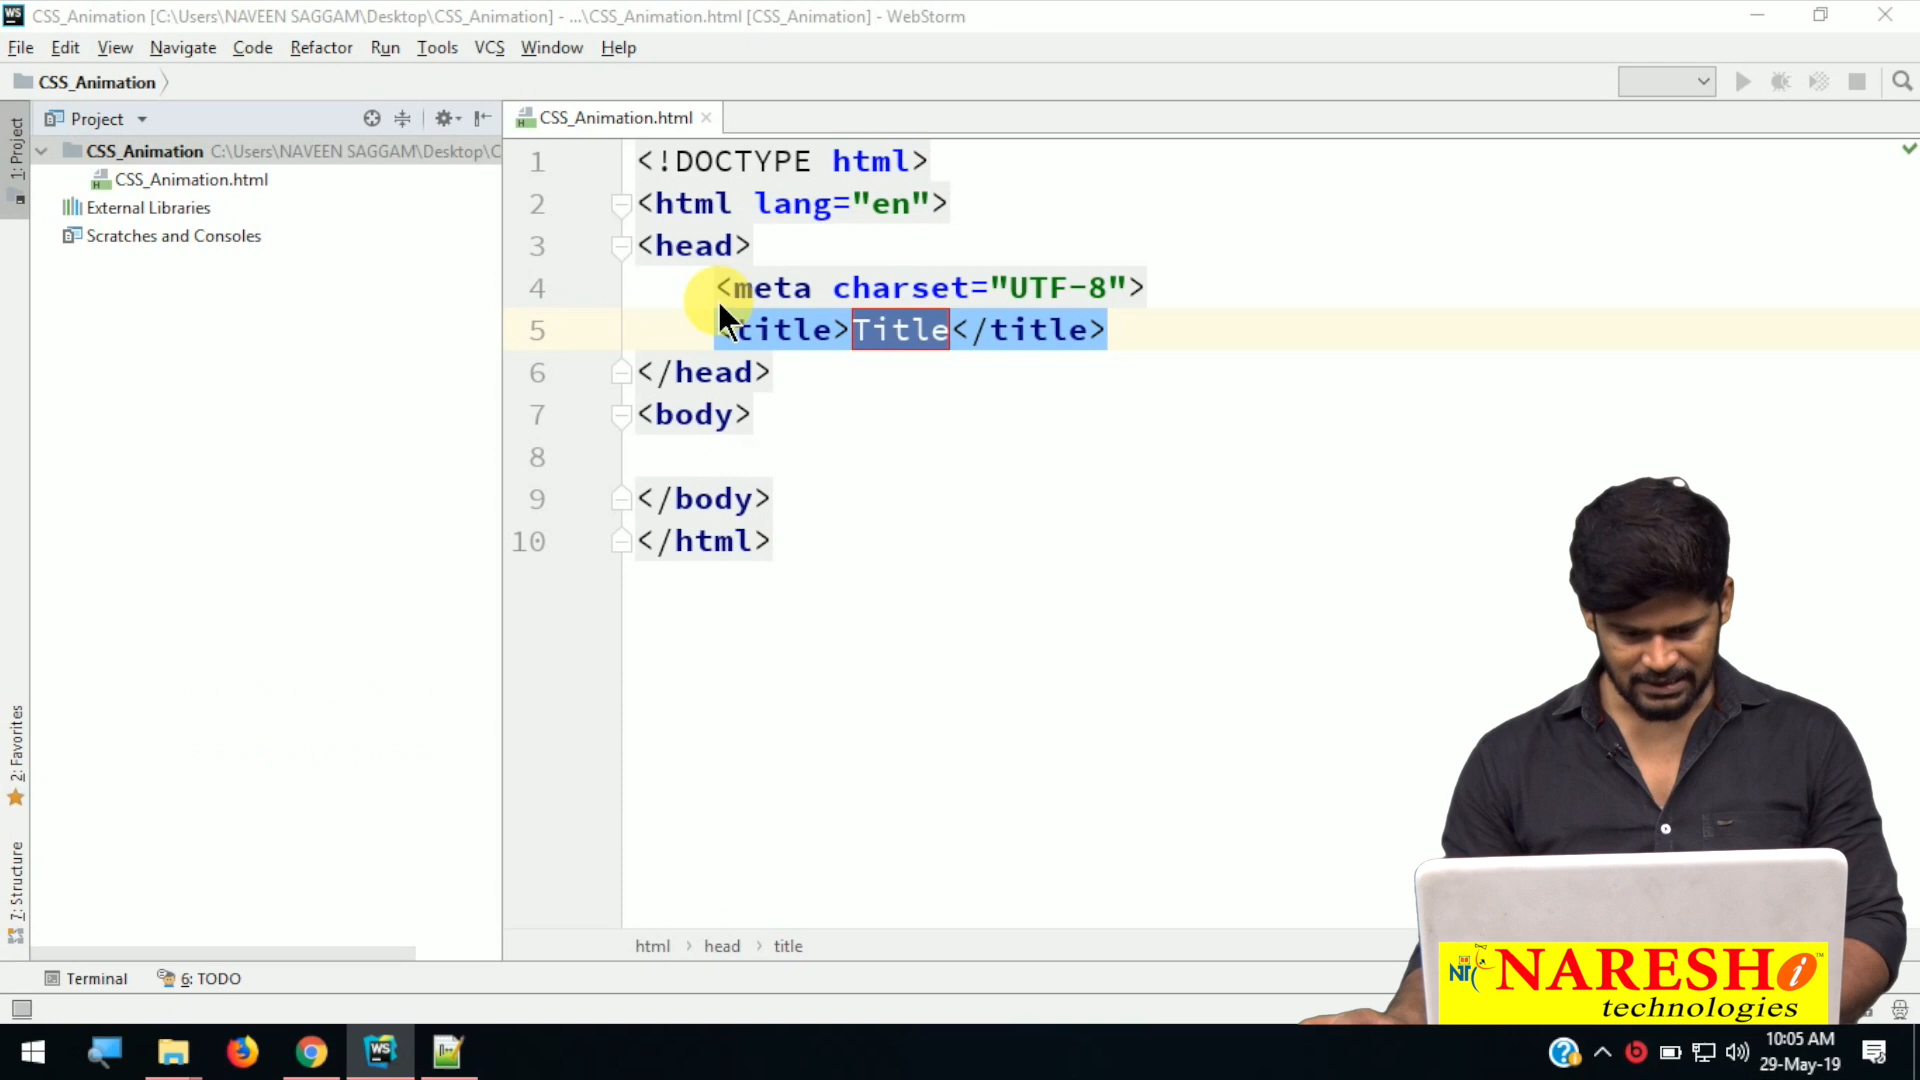 CSS_Animation [C:\Users\NAVEEN SAGGAM\Desktop\CSS_Animation] - ...\CSS_Animation.html [CSS_Animation] - WebStorm
File Edit View Navigate Code Refactor Run Tools VCS Window Help
CSS_Animation
1: Project
Project
CSS_Animation C:\Users\NAVEEN SAGGAM\Desktop\C
CSS_Animation.html
External Libraries
Scratches and Consoles
2: Favorites
7: Structure
CSS_Animation.html
1 <!DOCTYPE html>
2 <html lang="en">
3 <head>
4 <meta charset="UTF-8">
5 <title>Title</title>
6 </head>
7 <body>
8
9 </body>
10 </html>
html > head > title
Terminal 6: TODO
NARESH i
technologies
10:05 AM
29-May-19